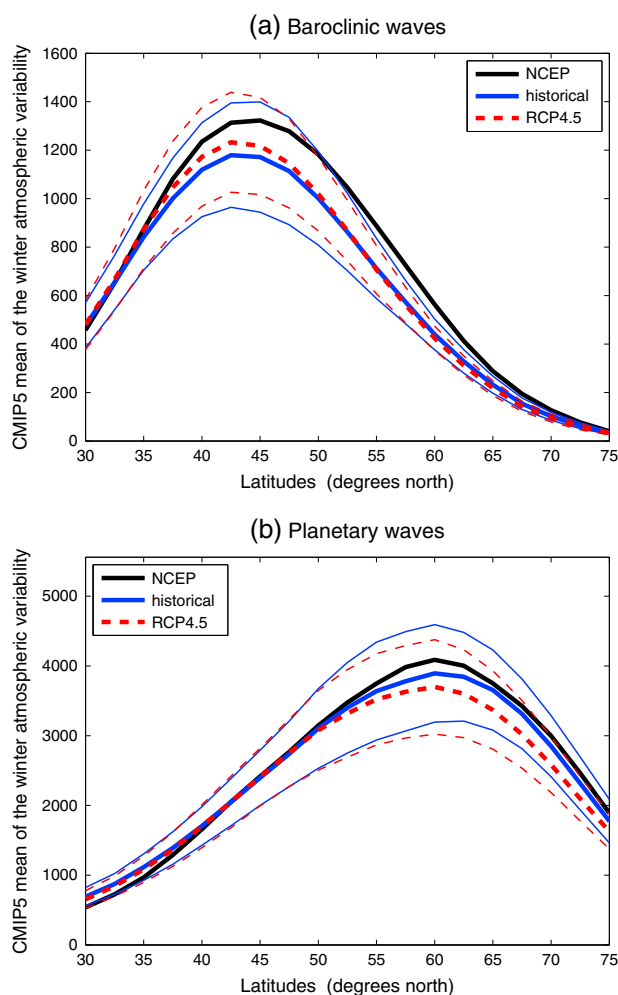 (a) Baroclinic waves
CMIP5 mean of the winter atmospheric variability
1600
1400
1200
1000
800
600
400
200
0
NCEP
historical
RCP4.5
30 35 40 45 50 55 60 65 70 75
Latitudes (degrees north)
(b) Planetary waves
CMIP5 mean of the winter atmospheric variability
5000
4000
3000
2000
1000
0
NCEP
historical
RCP4.5
30 35 40 45 50 55 60 65 70 75
Latitudes (degrees north)